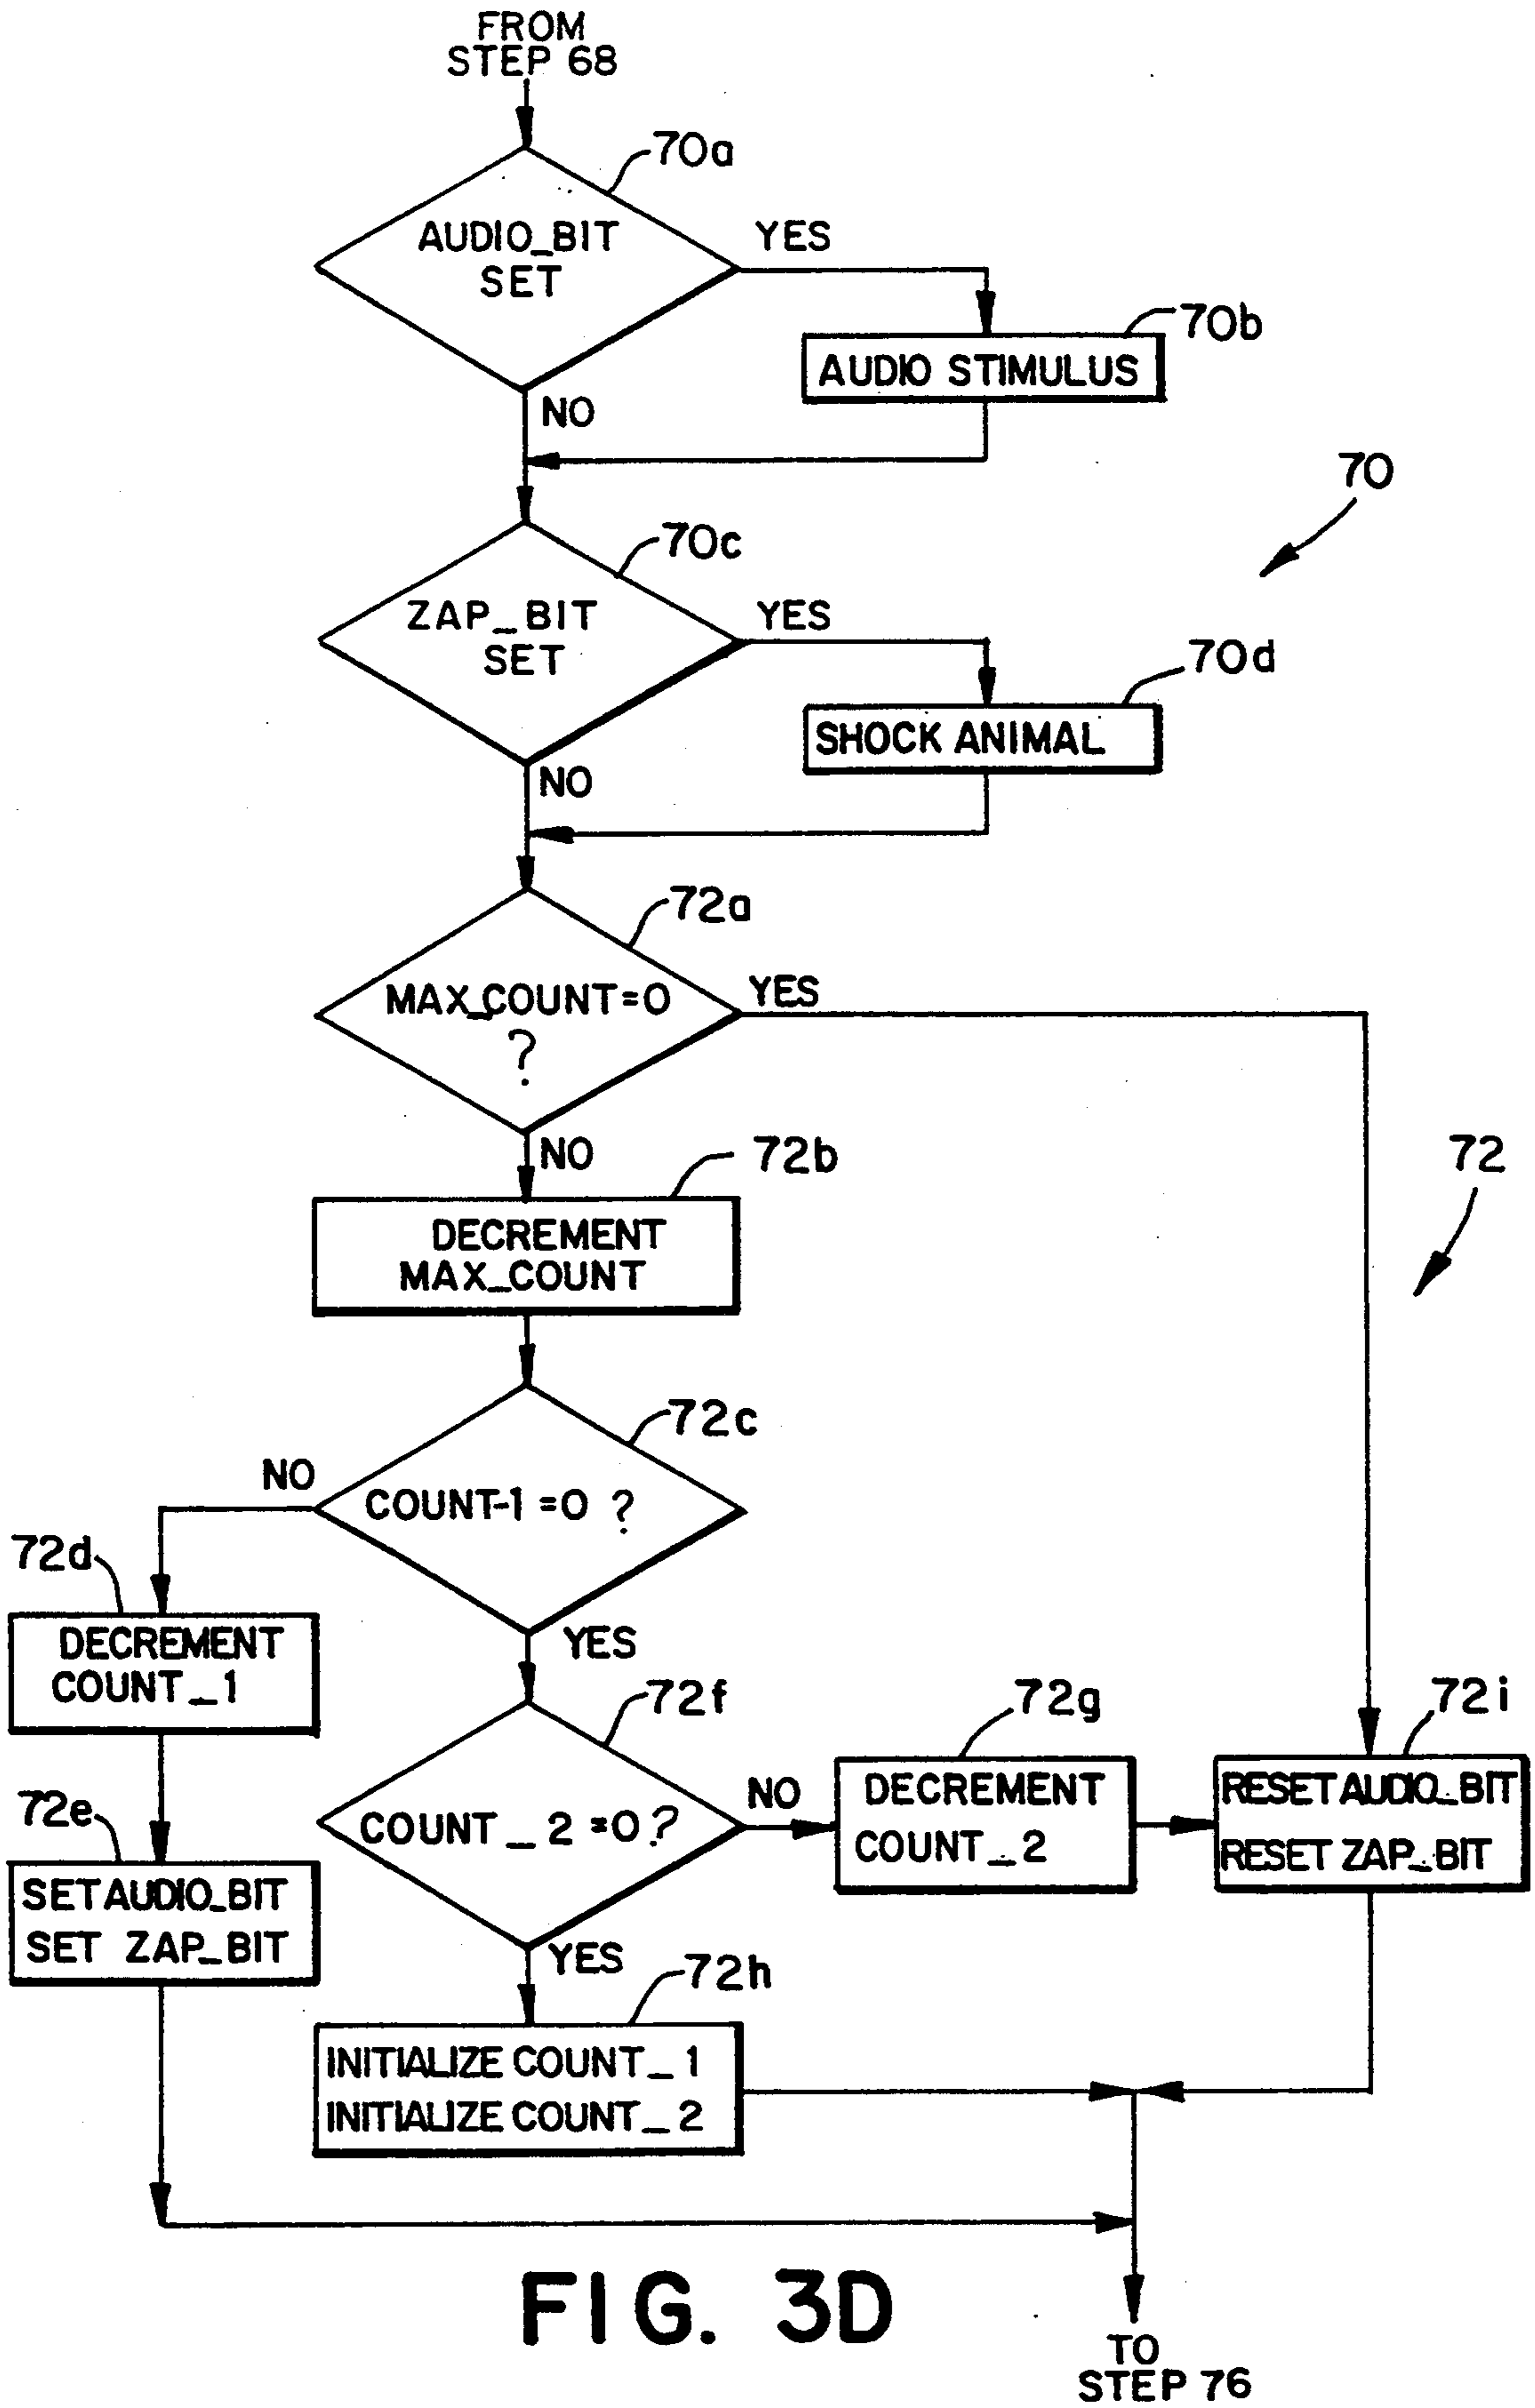 FROM
STEP 68
70a
AUDIO_BIT
SET
YES
70b
AUDIO STIMULUS
NO
70
70c
ZAP_BIT
SET
YES
70d
SHOCK ANIMAL
NO
72a
MAX_COUNT=0
?
YES
NO
72b
72
DECREMENT
MAX_COUNT
72c
NO
COUNT-1=0 ?
72d
DECREMENT
COUNT_1
YES
72f
72g
72i
COUNT_2=0?
NO
DECREMENT
COUNT_2
RESET AUDIO_BIT
RESET ZAP_BIT
72e
SET AUDIO_BIT
SET ZAP_BIT
YES
72h
INITIALIZE COUNT_1
INITIALIZE COUNT_2
FIG. 3D
TO
STEP 76